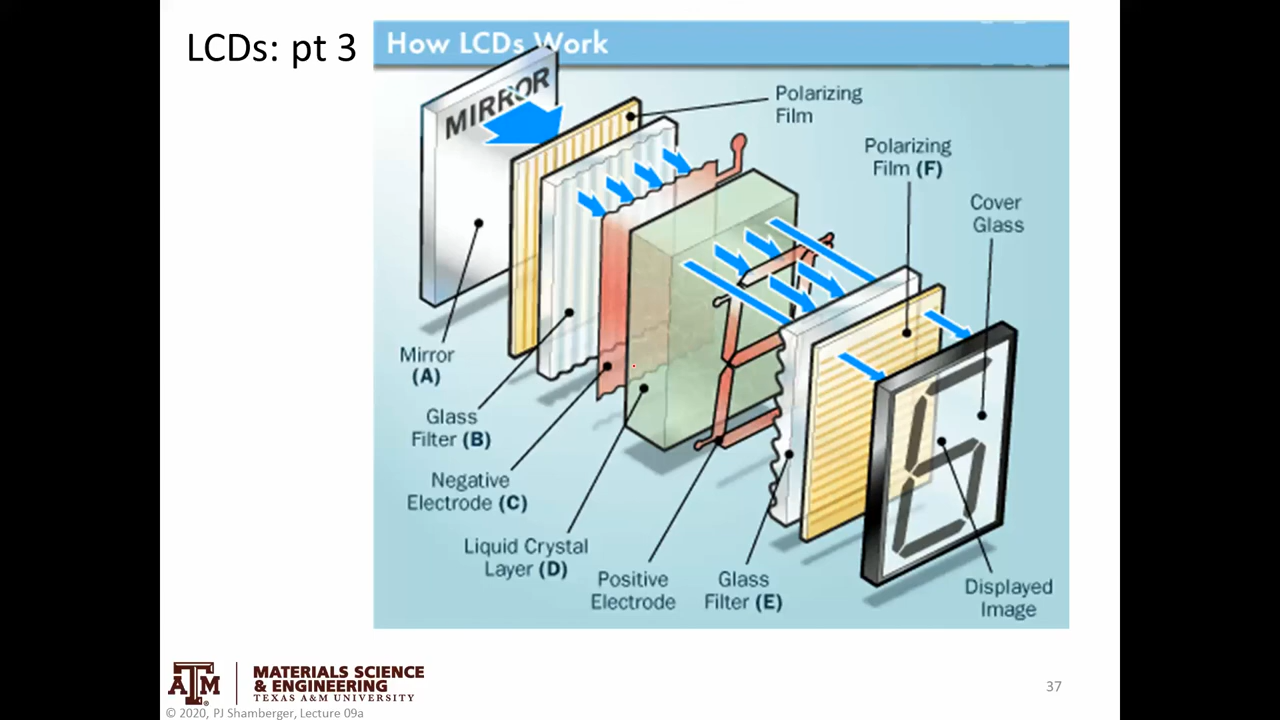 LCDs: pt 3
How LCDs Work
MIRROR
Polarizing
Film
Polarizing
Film (F)
Cover
Glass
Mirror
(A)
Glass
Filter (B)
Negative
Electrode (C)
Liquid Crystal
Layer (D)
Positive
Electrode
Glass
Filter (E)
Displayed
Image
6
ATM
MATERIALS SCIENCE
& ENGINEERING
TEXAS A&M UNIVERSITY
© 2020, PJ Shamberger, Lecture 09a
37